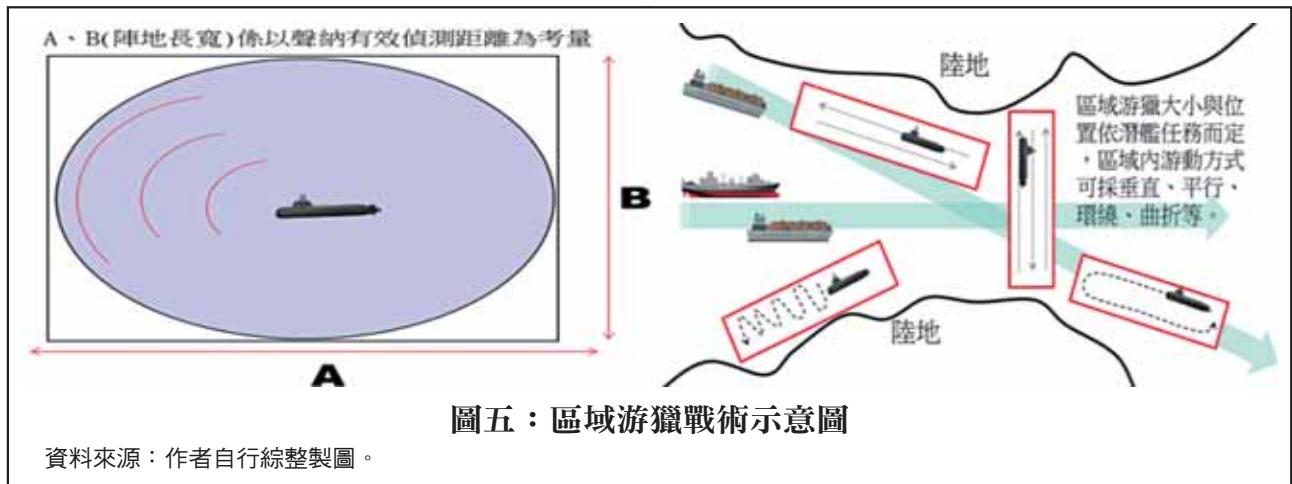 A、B(陣地長寬)係以聲納有效偵測距離為考量
B
A
陸地
區域游獵大小與位
置依潛艦任務而定
，區域內游動方式
可採垂直、平行、
環繞、曲折等。
陸地
圖五：區域游獵戰術示意圖
資料來源：作者自行綜整製圖。